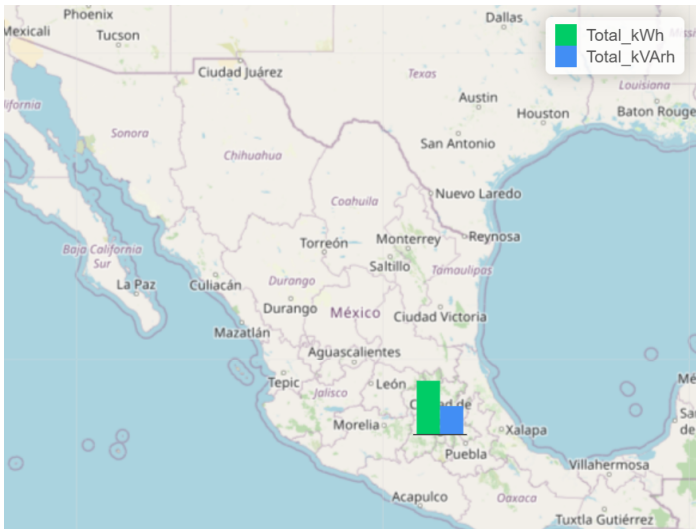 Phoenix
Dallas
Mexicali
Tucson
Total_kWh
Total_kVArh
Ciudad Juárez
Texas
Louisiana
Austin
Houston
Baton Rouge
Sonora
San Antonio
Chihuahua
Coahuila
Nuevo Laredo
Monterrey
Reynosa
Torreón
Baja California
Sur
Saltillo
Tamaulipas
La Paz
Culiacán
Durango
Durango
México
Ciudad Victoria
Mazatlán
Aguascalientes
Tepic
León
Jalisco
Morelia
Xalapa
Puebla
Villahermosa
Acapulco
Oaxaca
Tuxtla Gutiérrez